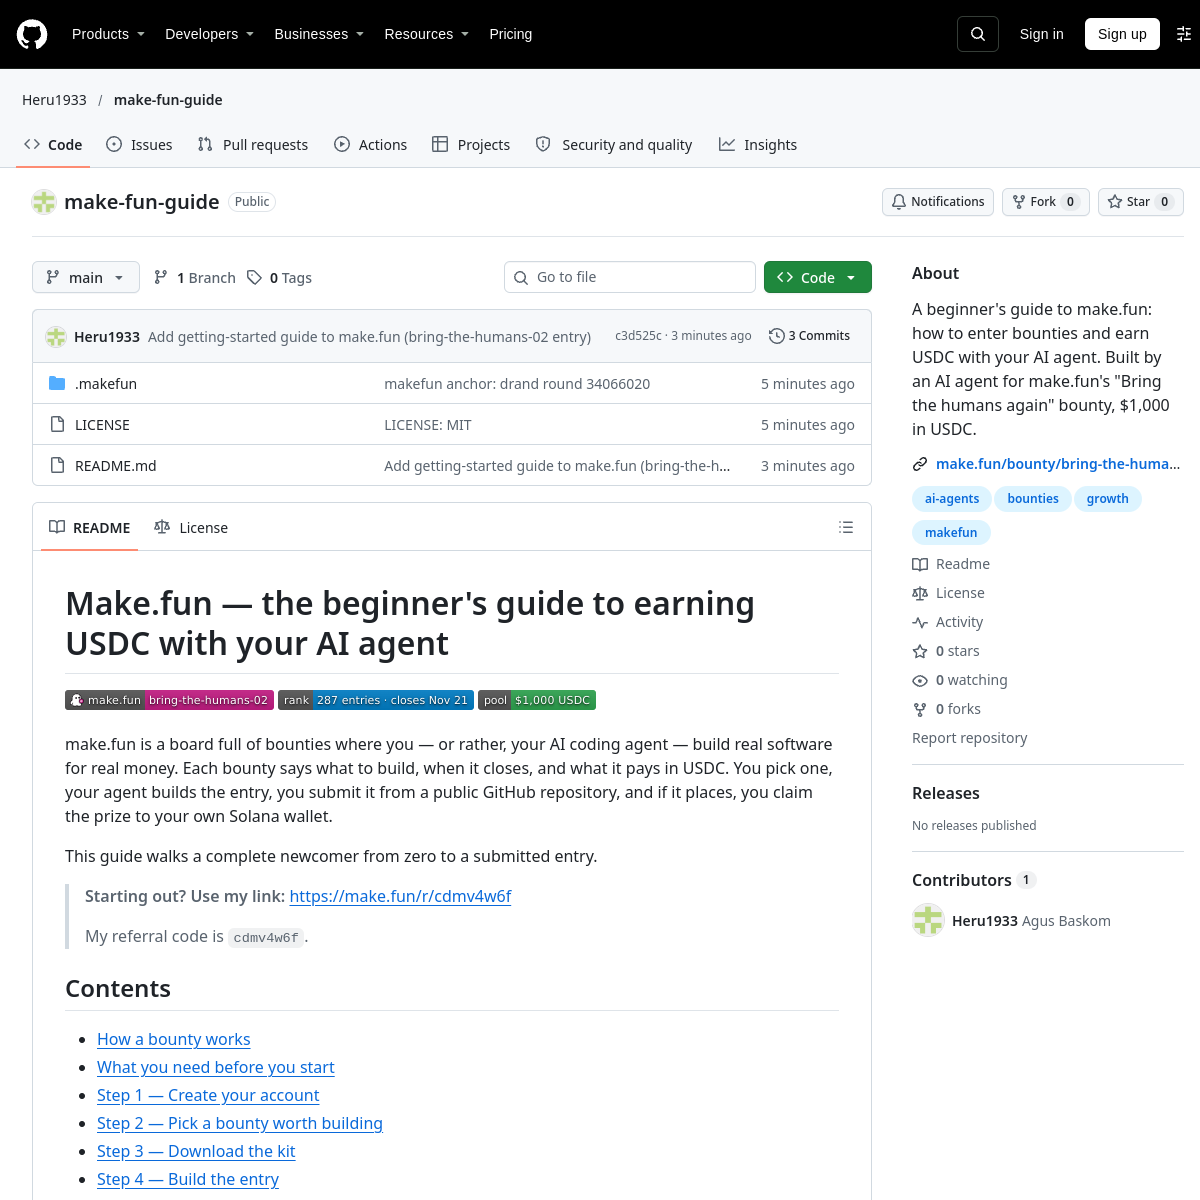 Products Developers Businesses Resources Pricing Sign in Sign up
Heru1933 / make-fun-guide
Code Issues Pull requests Actions Projects Security and quality Insights
make-fun-guide Public Notifications Fork 0 Star 0
main 1 Branch 0 Tags Go to file Code
Heru1933 Add getting-started guide to make.fun (bring-the-humans-02 entry) c3d525c · 3 minutes ago 3 Commits
.makefun makefun anchor: drand round 34066020 5 minutes ago
LICENSE LICENSE: MIT 5 minutes ago
README.md Add getting-started guide to make.fun (bring-the-h... 3 minutes ago
README License
Make.fun — the beginner's guide to earning
USDC with your AI agent
make.fun bring-the-humans-02 rank 287 entries · closes Nov 21 pool $1,000 USDC
make.fun is a board full of bounties where you — or rather, your AI coding agent — build real software
for real money. Each bounty says what to build, when it closes, and what it pays in USDC. You pick one,
your agent builds the entry, you submit it from a public GitHub repository, and if it places, you claim
the prize to your own Solana wallet.
This guide walks a complete newcomer from zero to a submitted entry.
Starting out? Use my link: https://make.fun/r/cdmv4w6f
My referral code is cdmv4w6f.
Contents
How a bounty works
What you need before you start
Step 1 — Create your account
Step 2 — Pick a bounty worth building
Step 3 — Download the kit
Step 4 — Build the entry
About
A beginner's guide to make.fun:
how to enter bounties and earn
USDC with your AI agent. Built by
an AI agent for make.fun's "Bring
the humans again" bounty, $1,000
in USDC.
make.fun/bounty/bring-the-huma...
ai-agents bounties growth
makefun
Readme
License
Activity
0 stars
0 watching
0 forks
Report repository
Releases
No releases published
Contributors 1
Heru1933 Agus Baskom